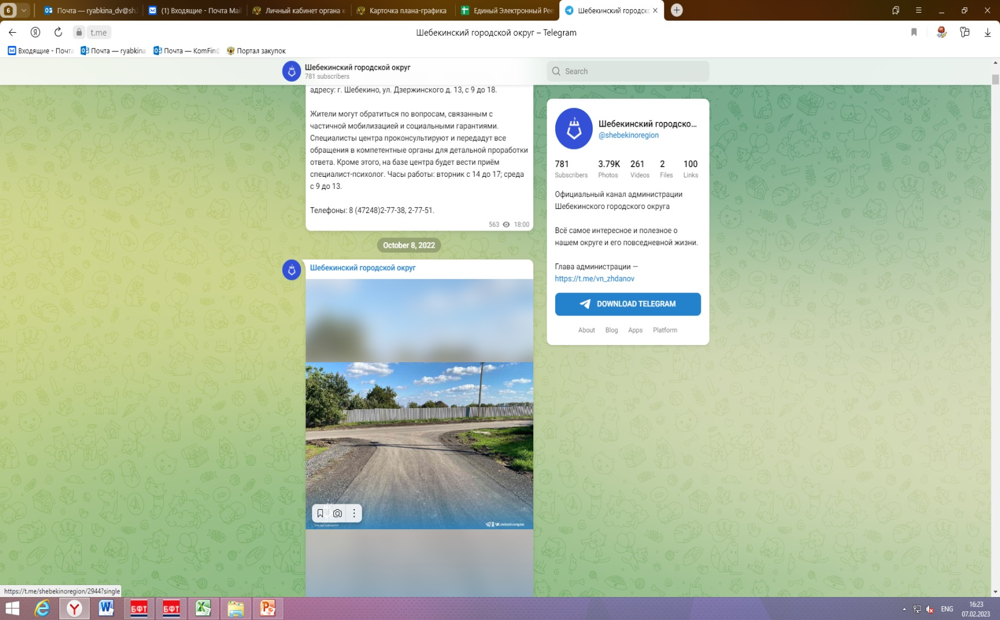 6
Почта — ryabkina_dv@sh
(1) Входящие - Почта Mail
Личный кабинет органа к
Карточка плана-графика
Единый Электронный Рее
Шебекинский городско
t.me
Шебекинский городской округ – Telegram
Входящие - Почта
Почта — ryabkina
Почта — KomFin@
Портал закупок
Шебекинский городской округ
781 subscribers
Search
адресу: г. Шебекино, ул. Дзержинского д. 13, с 9 до 18.
Жители могут обратиться по вопросам, связанным с
частичной мобилизацией и социальными гарантиями.
Специалисты центра проконсультируют и передадут все
обращения в компетентные органы для детальной проработки
ответа. Кроме этого, на базе центра будет вести приём
специалист-психолог. Часы работы: вторник с 14 до 17; среда
с 9 до 13.
Телефоны: 8 (47248)2-77-38, 2-77-51.
563 18:00
October 8, 2022
Шебекинский городской округ
shebekinoregion
Шебекинский городско...
@shebekinoregion
781 3.79K 261 2 100
Subscribers Photos Videos Files Links
Официальный канал администрации
Шебекинского городского округа
Всё самое интересное и полезное о
нашем округе и его повседневной жизни.
Глава администрации —
https://t.me/vn_zhdanov
DOWNLOAD TELEGRAM
About Blog Apps Platform
https://t.me/shebekinoregion/2944?single
БФТ
БФТ
ENG
16:23
07.02.2023